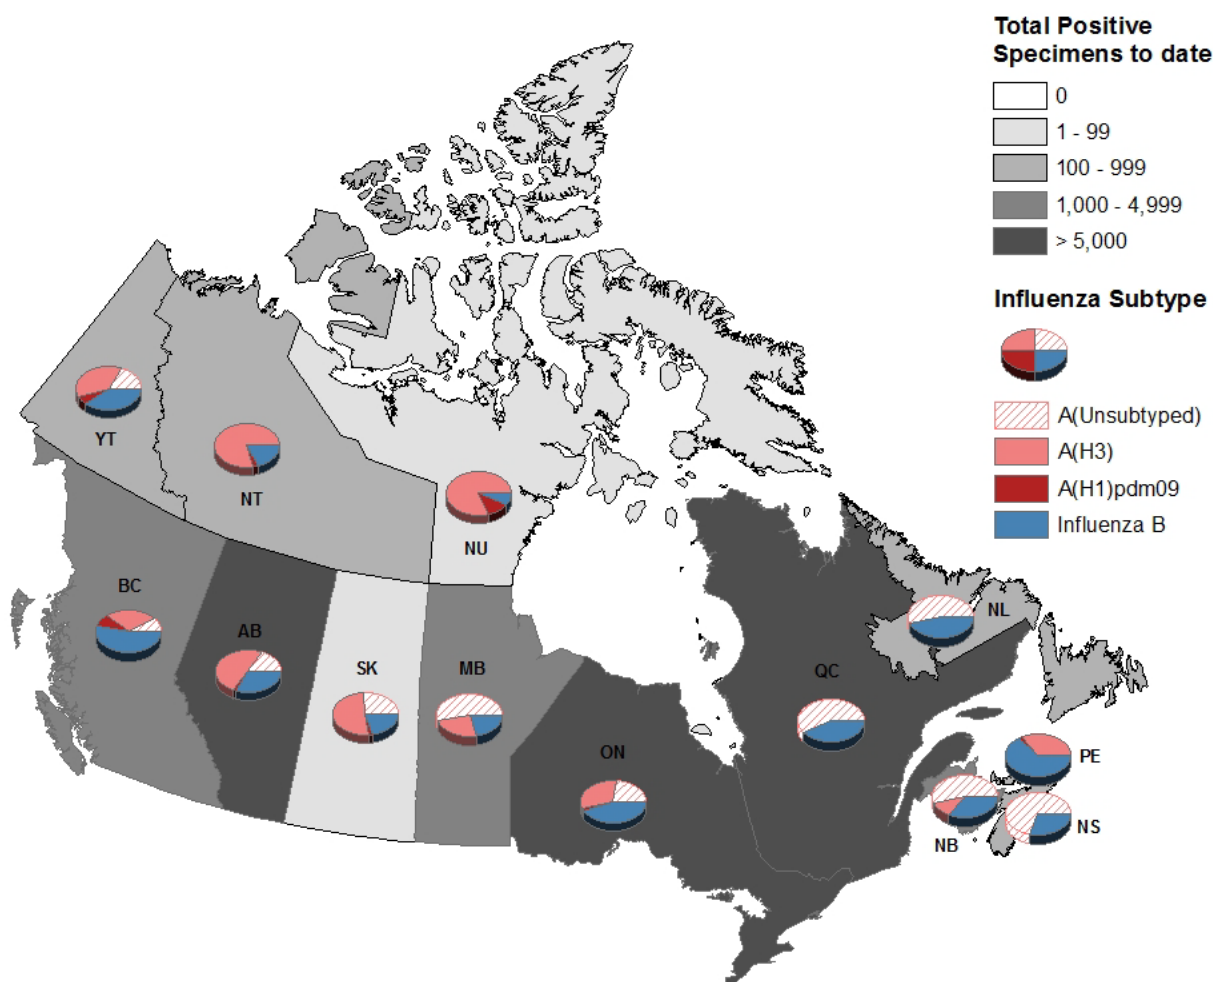 Total Positive
Specimens to date
0
1 - 99
100 - 999
1,000 - 4,999
> 5,000
Influenza Subtype
A(Unsubtyped)
A(H3)
A(H1)pdm09
Influenza B
YT
NT
NU
BC
AB
SK
MB
ON
QC
NL
PE
NB
NS